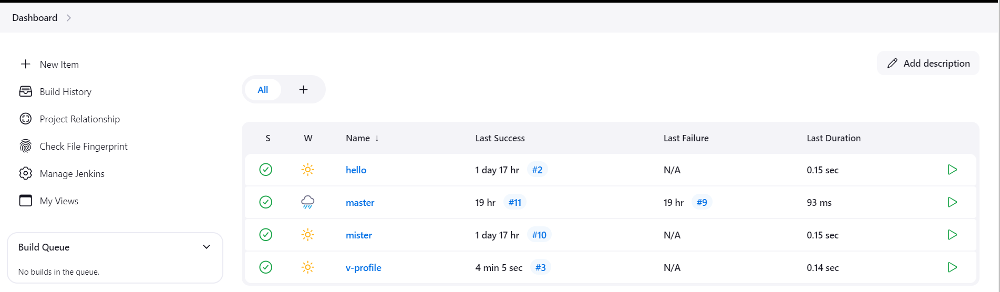 Dashboard
New Item
Build History
Project Relationship
Check File Fingerprint
Manage Jenkins
My Views
Build Queue
No builds in the queue.
Add description
All +
S W Name ↓ Last Success Last Failure Last Duration
hello 1 day 17 hr #2 N/A 0.15 sec
master 19 hr #11 19 hr #9 93 ms
mister 1 day 17 hr #10 N/A 0.15 sec
v-profile 4 min 5 sec #3 N/A 0.14 sec